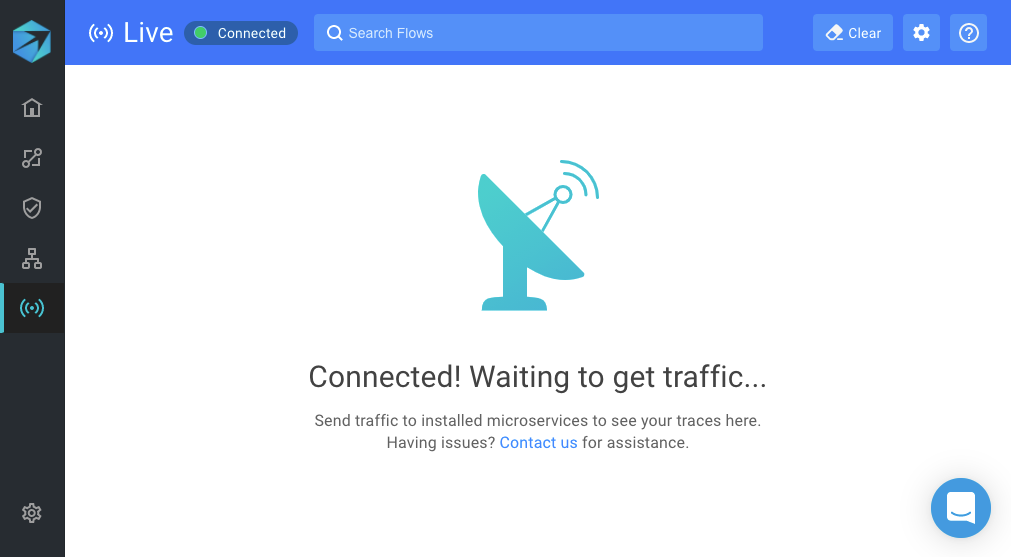 Live
Connected
Search Flows
Clear
Connected! Waiting to get traffic...
Send traffic to installed microservices to see your traces here.
Having issues? Contact us for assistance.